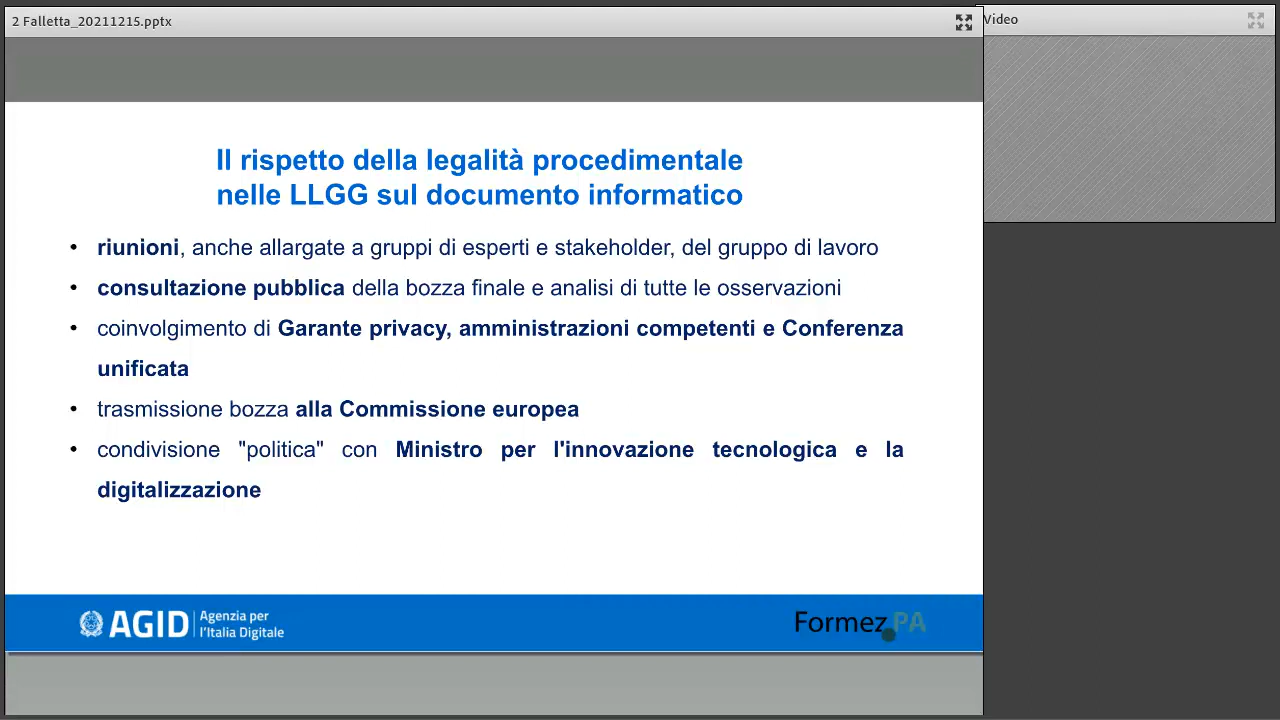 2 Falletta_20211215.pptx
Video
Il rispetto della legalità procedimentale
nelle LLGG sul documento informatico
• riunioni, anche allargate a gruppi di esperti e stakeholder, del gruppo di lavoro
• consultazione pubblica della bozza finale e analisi di tutte le osservazioni
• coinvolgimento di Garante privacy, amministrazioni competenti e Conferenza
unificata
• trasmissione bozza alla Commissione europea
• condivisione "politica" con Ministro per l'innovazione tecnologica e la
digitalizzazione
AGID Agenzia per
l'Italia Digitale
Formez PA